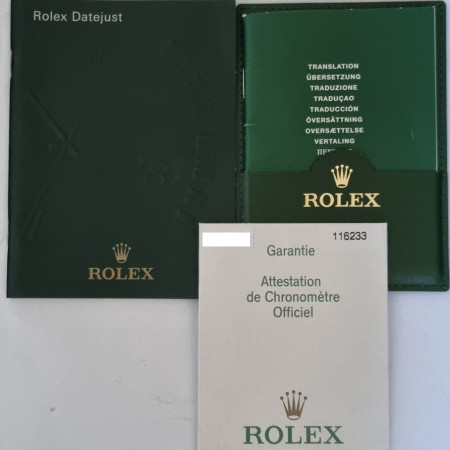 Rolex Datejust
ROLEX
TRANSLATION
ÜBERSETZUNG
TRADUZIONE
TRADUÇAO
TRADUCCIÓN
ÖVERSÄTTNING
OVERSÆTTELSE
VERTALING
ROLEX
116233
Garantie
Attestation
de Chronomètre
Officiel
ROLEX